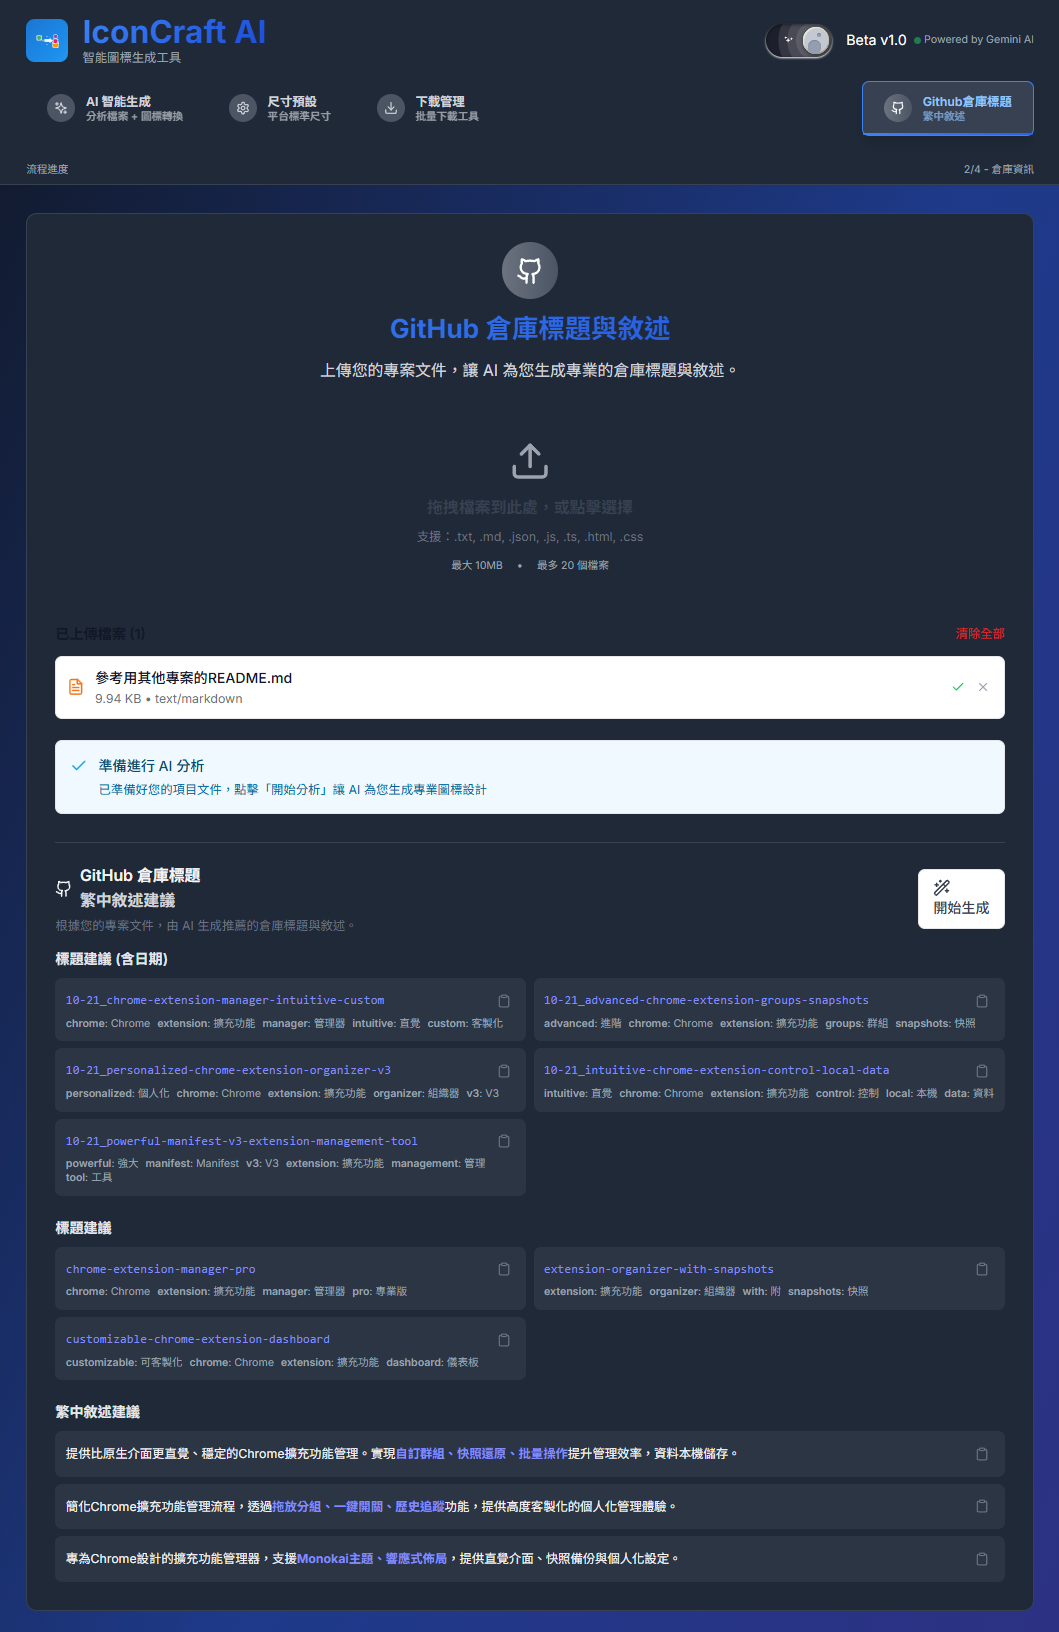 IconCraft AI
智能圖標生成工具
Beta v1.0
Powered by Gemini AI
AI 智能生成
分析檔案 + 圖標轉換
尺寸預設
平台標準尺寸
下載管理
批量下載工具
Github倉庫標題
繁中敘述
流程進度
2/4 - 倉庫資訊
GitHub 倉庫標題與敘述
上傳您的專案文件，讓 AI 為您生成專業的倉庫標題與敘述。
拖拽檔案到此處，或點擊選擇
支援：.txt, .md, .json, .js, .ts, .html, .css
最大 10MB • 最多 20 個檔案
已上傳檔案 (1)
清除全部
參考用其他專案的README.md
9.94 KB • text/markdown
準備進行 AI 分析
已準備好您的項目文件，點擊「開始分析」讓 AI 為您生成專業圖標設計
GitHub 倉庫標題
繁中敘述建議
根據您的專案文件，由 AI 生成推薦的倉庫標題與敘述。
開始生成
標題建議 (含日期)
10-21_chrome-extension-manager-intuitive-custom
chrome: Chrome extension: 擴充功能 manager: 管理器 intuitive: 直覺 custom: 客製化
10-21_advanced-chrome-extension-groups-snapshots
advanced: 進階 chrome: Chrome extension: 擴充功能 groups: 群組 snapshots: 快照
10-21_personalized-chrome-extension-organizer-v3
personalized: 個人化 chrome: Chrome extension: 擴充功能 organizer: 組織器 v3: V3
10-21_intuitive-chrome-extension-control-local-data
intuitive: 直覺 chrome: Chrome extension: 擴充功能 control: 控制 local: 本機 data: 資料
10-21_powerful-manifest-v3-extension-management-tool
powerful: 強大 manifest: Manifest v3: V3 extension: 擴充功能 management: 管理
tool: 工具
標題建議
chrome-extension-manager-pro
chrome: Chrome extension: 擴充功能 manager: 管理器 pro: 專業版
extension-organizer-with-snapshots
extension: 擴充功能 organizer: 組織器 with: 附 snapshots: 快照
customizable-chrome-extension-dashboard
customizable: 可客製化 chrome: Chrome extension: 擴充功能 dashboard: 儀表板
繁中敘述建議
提供比原生介面更直覺、穩定的Chrome擴充功能管理。實現自訂群組、快照還原、批量操作提升管理效率，資料本機儲存。
簡化Chrome擴充功能管理流程，透過拖放分組、一鍵開關、歷史追蹤功能，提供高度客製化的個人化管理體驗。
專為Chrome設計的擴充功能管理器，支援Monokai主題、響應式佈局，提供直覺介面、快照備份與個人化設定。